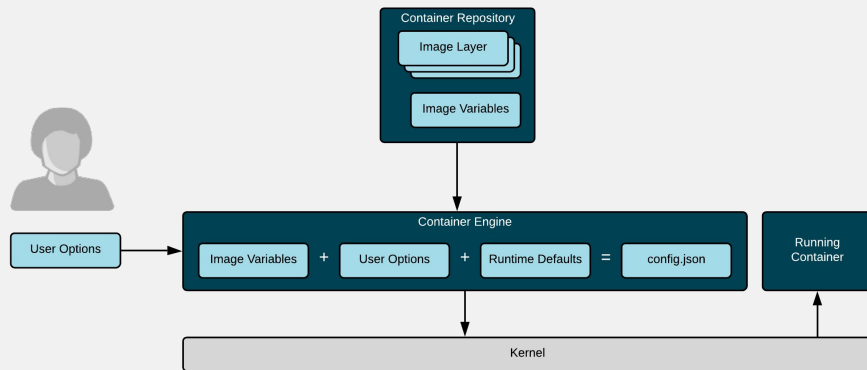 Container Repository
Image Layer
Image Variables
Container Engine
User Options
Image Variables + User Options + Runtime Defaults = config.json
Running
Container
Kernel